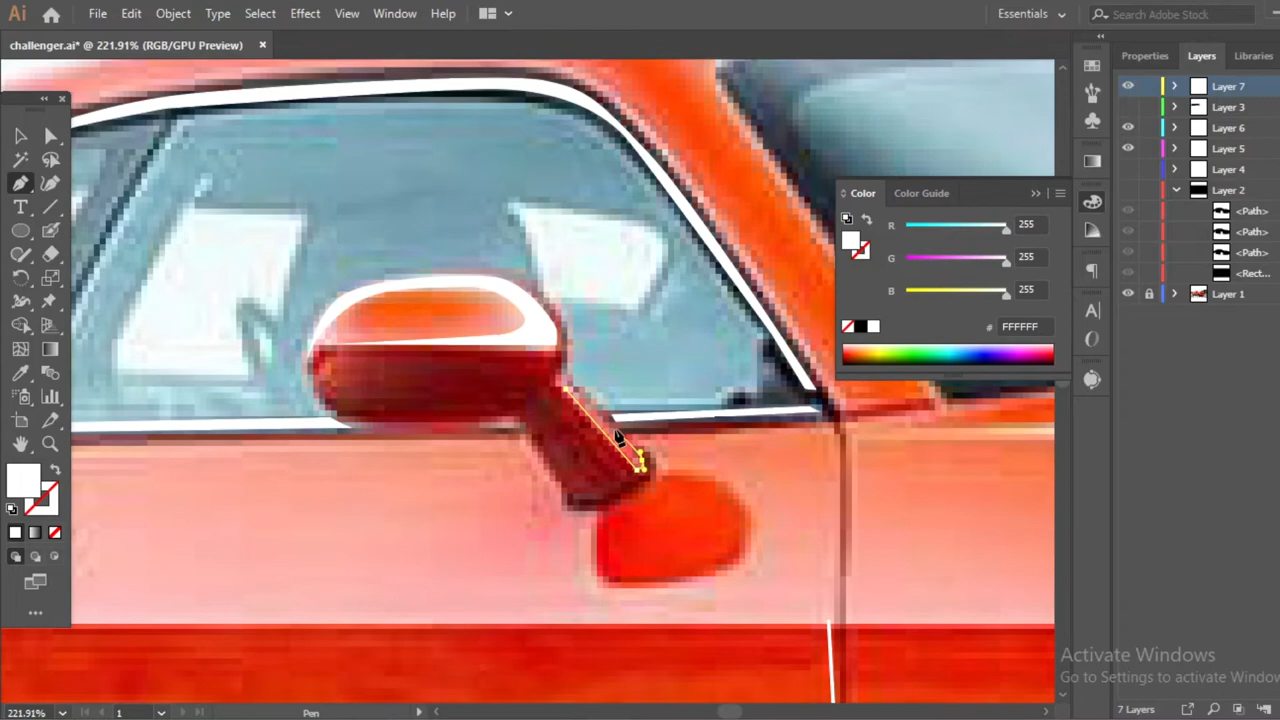 Ai File Edit Object Type Select Effect View Window Help Essentials Search Adobe Stock
challenger.ai* @ 221.91% (RGB/GPU Preview) ×
Properties Layers Libraries
Layer 7
Layer 3
Layer 6
Layer 5
Layer 4
Layer 2
<Path>
<Path>
<Path>
<Rect...
Layer 1
Color Color Guide
R 255
G 255
B 255
# FFFFFF
Activate Windows
Go to Settings to activate Window
221.91% 1 Pen 7 Layers